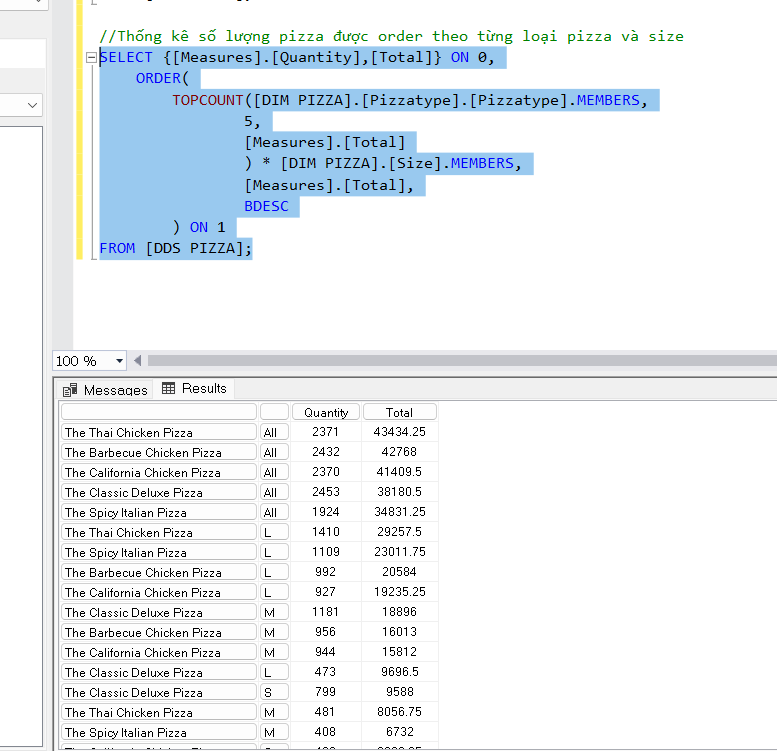 //Thống kê số lượng pizza được order theo từng loại pizza và size
SELECT {[Measures].[Quantity],[Total]} ON 0,
ORDER(
TOPCOUNT([DIM PIZZA].[Pizzatype].[Pizzatype].MEMBERS,
5,
[Measures].[Total]
) * [DIM PIZZA].[Size].MEMBERS,
[Measures].[Total],
BDESC
) ON 1
FROM [DDS PIZZA];
100 %
Messages Results
Quantity Total
The Thai Chicken Pizza All 2371 43434.25
The Barbecue Chicken Pizza All 2432 42768
The California Chicken Pizza All 2370 41409.5
The Classic Deluxe Pizza All 2453 38180.5
The Spicy Italian Pizza All 1924 34831.25
The Thai Chicken Pizza L 1410 29257.5
The Spicy Italian Pizza L 1109 23011.75
The Barbecue Chicken Pizza L 992 20584
The California Chicken Pizza L 927 19235.25
The Classic Deluxe Pizza M 1181 18896
The Barbecue Chicken Pizza M 956 16013
The California Chicken Pizza M 944 15812
The Classic Deluxe Pizza L 473 9696.5
The Classic Deluxe Pizza S 799 9588
The Thai Chicken Pizza M 481 8056.75
The Spicy Italian Pizza M 408 6732